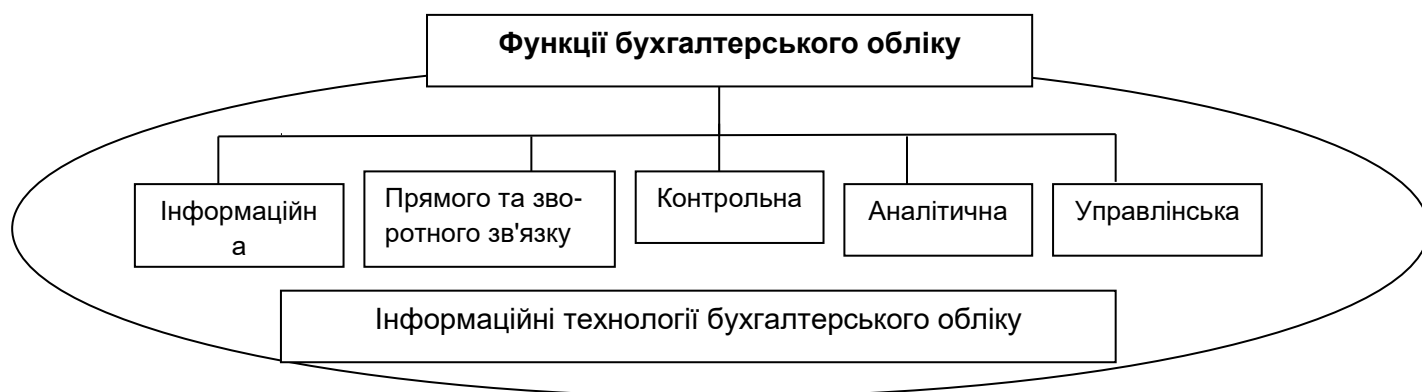 Функції бухгалтерського обліку
Інформаційн
а
Прямого та зво-
ротного зв'язку
Контрольна
Аналітична
Управлінська
Інформаційні технології бухгалтерського обліку